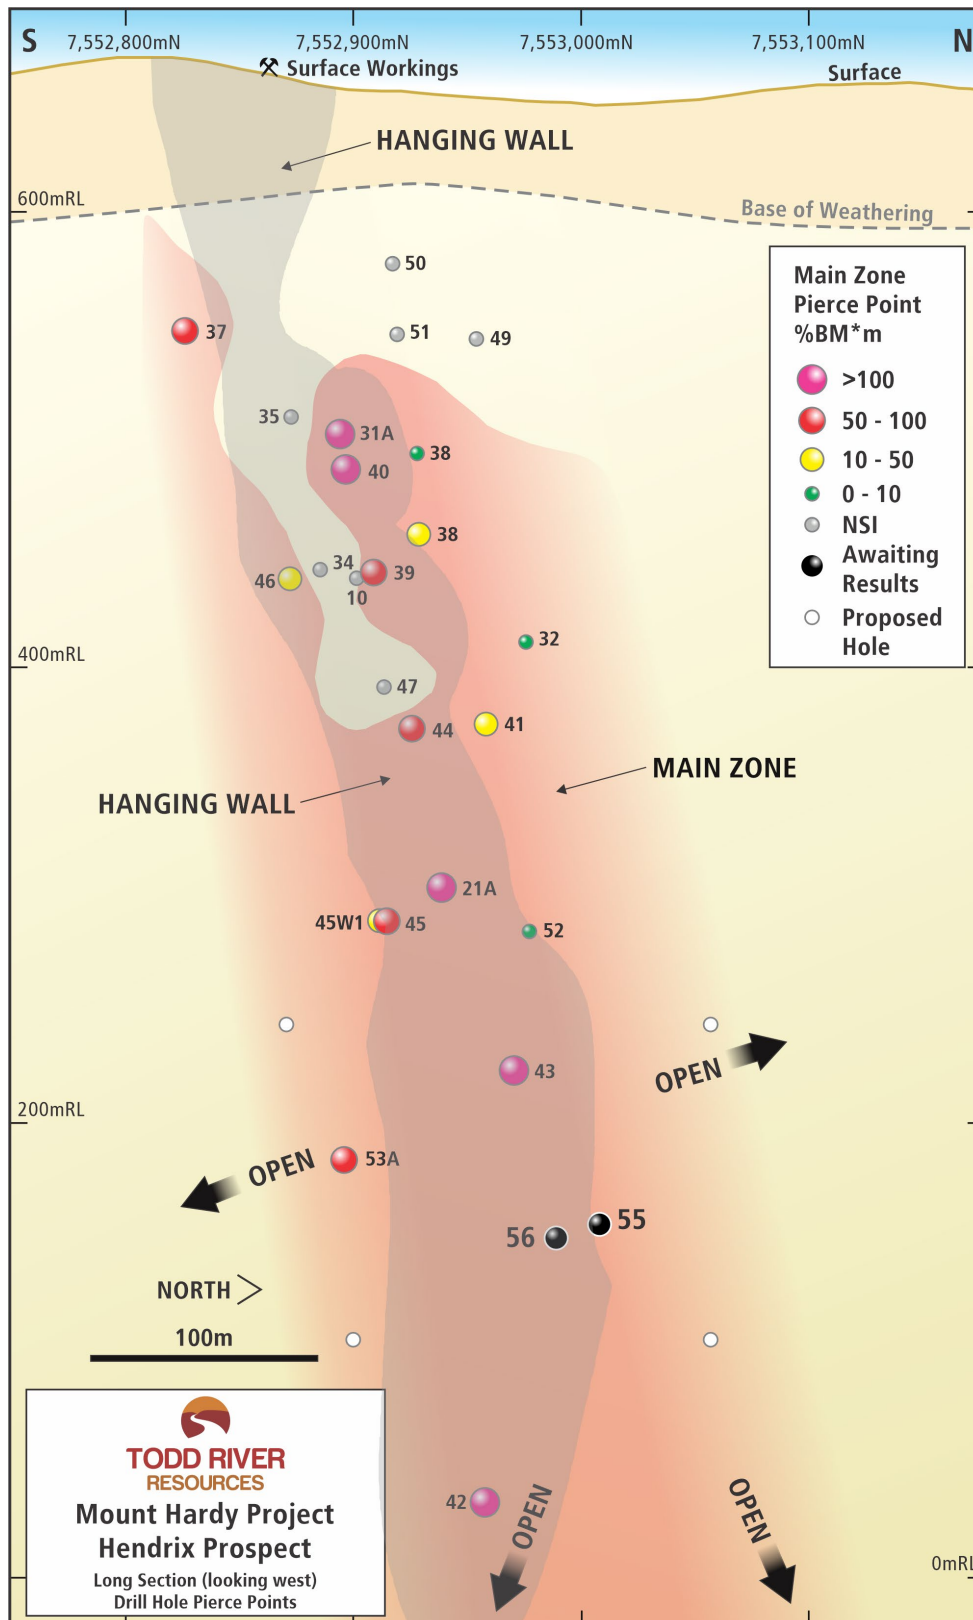 S
7,552,800mN
7,552,900mN
7,553,000mN
7,553,100mN
N
Surface Workings
Surface
HANGING WALL
600mRL
Base of Weathering
50
37
51
49
Main Zone
Pierce Point
%BM*m
>100
50 - 100
10 - 50
0 - 10
NSI
Awaiting
Results
Proposed
Hole
35
31A
38
40
38
34
46
39
10
32
400mRL
47
44
41
MAIN ZONE
HANGING WALL
21A
45W1
45
52
43
OPEN
200mRL
OPEN
53A
56
55
NORTH
100m
TODD RIVER
RESOURCES
Mount Hardy Project
Hendrix Prospect
Long Section (looking west)
Drill Hole Pierce Points
42
OPEN
OPEN
0mRL